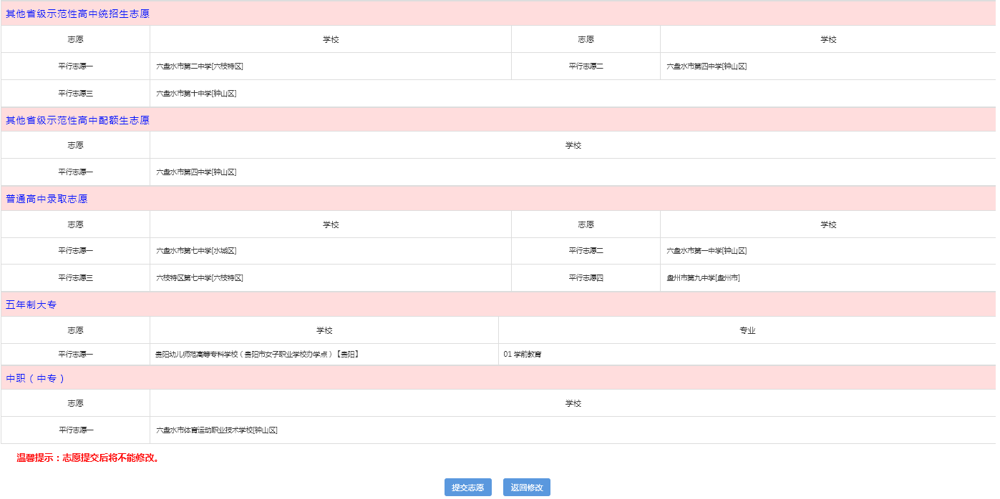 其他省级示范性高中统招生志愿
志愿 学校 志愿 学校
平行志愿一 六盘水市第二中学[六枝特区] 平行志愿二 六盘水市第四中学[钟山区]
平行志愿三 六盘水市第十中学[钟山区]
其他省级示范性高中配额生志愿
志愿 学校
平行志愿一 六盘水市第四中学[钟山区]
普通高中录取志愿
志愿 学校 志愿 学校
平行志愿一 六盘水市第七中学[水城区] 平行志愿二 六盘水市第一中学[钟山区]
平行志愿三 六枝特区第七中学[六枝特区] 平行志愿四 盘州市第九中学[盘州市]
五年制大专
志愿 学校 专业
平行志愿一 贵阳幼儿师范高等专科学校（贵阳市女子职业学校办学点）【贵阳】 01 学前教育
中职（中专）
志愿 学校
平行志愿一 六盘水市体育运动职业技术学校[钟山区]
温馨提示：志愿提交后将不能修改。
提交志愿 返回修改